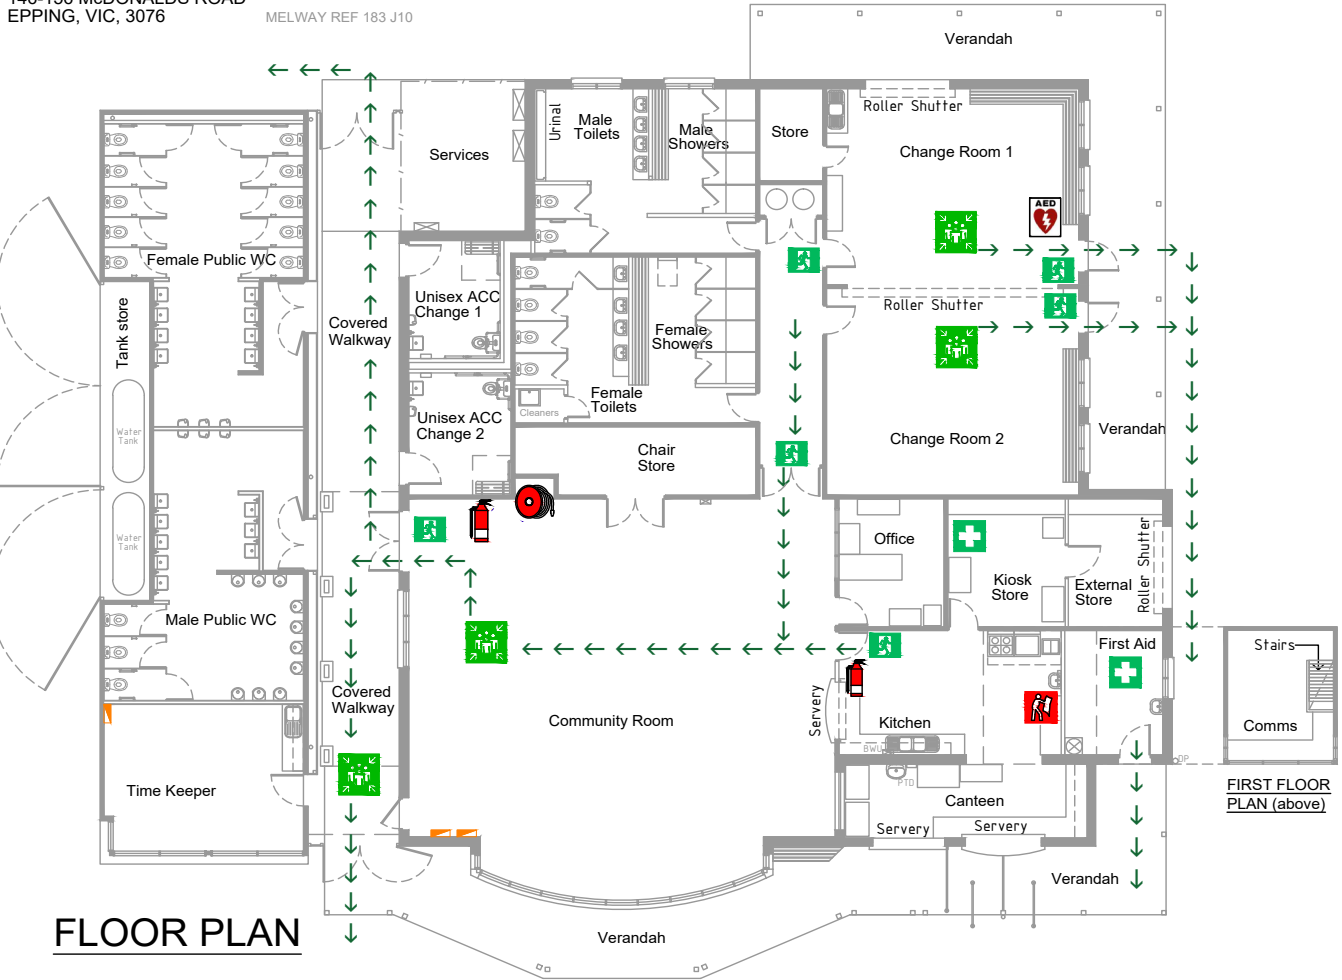 EPPING, VIC, 3076
MELWAY REF 183 J10
Verandah
Roller Shutter
Urinal
Male
Toilets
Male
Showers
Store
Change Room 1
Services
AED
Female Public WC
Unisex ACC
Change 1
Covered
Walkway
Tank store
Roller Shutter
Female
Showers
Female
Toilets
Cleaners
Unisex ACC
Change 2
Water
Tank
Chair
Store
Change Room 2
Verandah
Water
Tank
Office
Kiosk
Store
External
Store
Roller Shutter
Male Public WC
First Aid
Stairs
Covered
Walkway
Community Room
Servery
Kitchen
BWU
Comms
DP
PTD
Time Keeper
Canteen
FIRST FLOOR
PLAN (above)
Servery
Servery
Verandah
FLOOR PLAN
Verandah